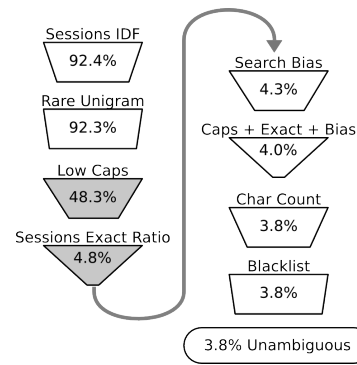 Sessions IDF
92.4%
Rare Unigram
92.3%
Low Caps
48.3%
Sessions Exact Ratio
4.8%
Search Bias
4.3%
Caps + Exact + Bias
4.0%
Char Count
3.8%
Blacklist
3.8%
3.8% Unambiguous